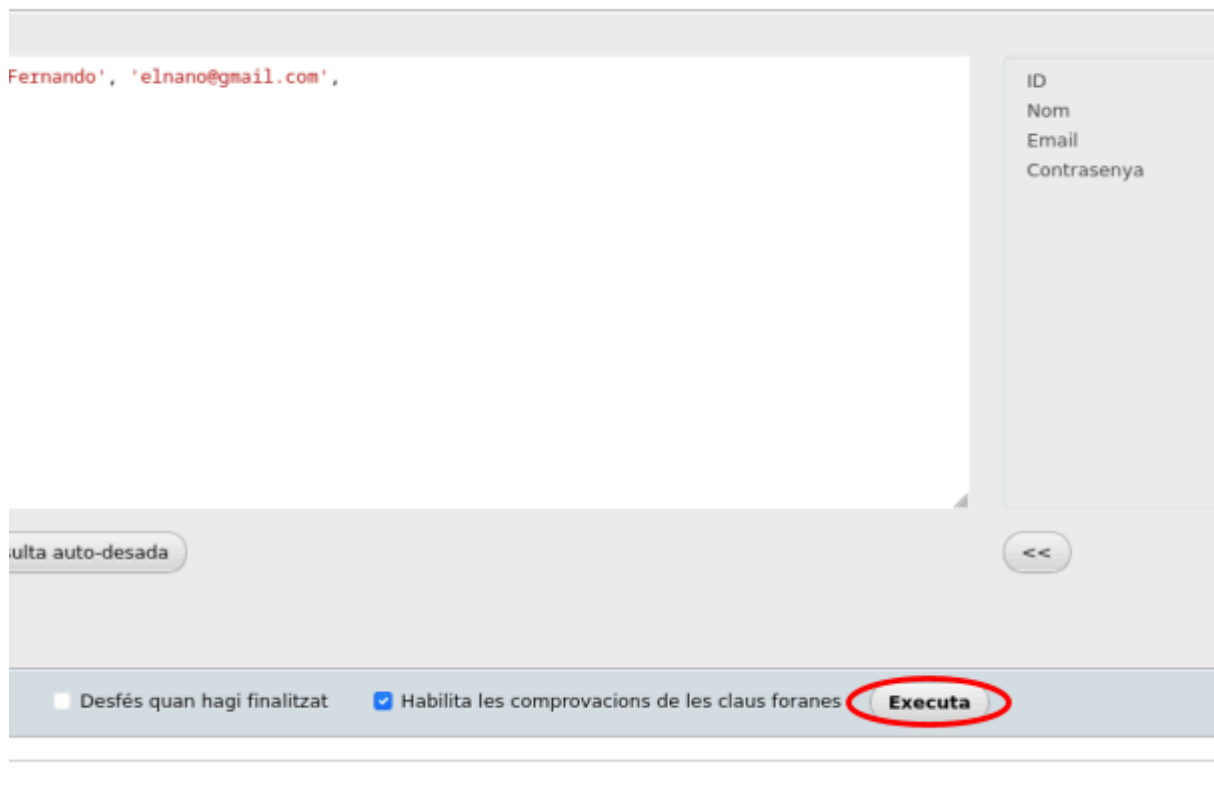 Fernando', 'elnano@gmail.com',
ID
Nom
Email
Contrasenya
sulta auto-desada
<<
Desfés quan hagi finalitzat
Habilita les comprovacions de les claus foranes
Executa